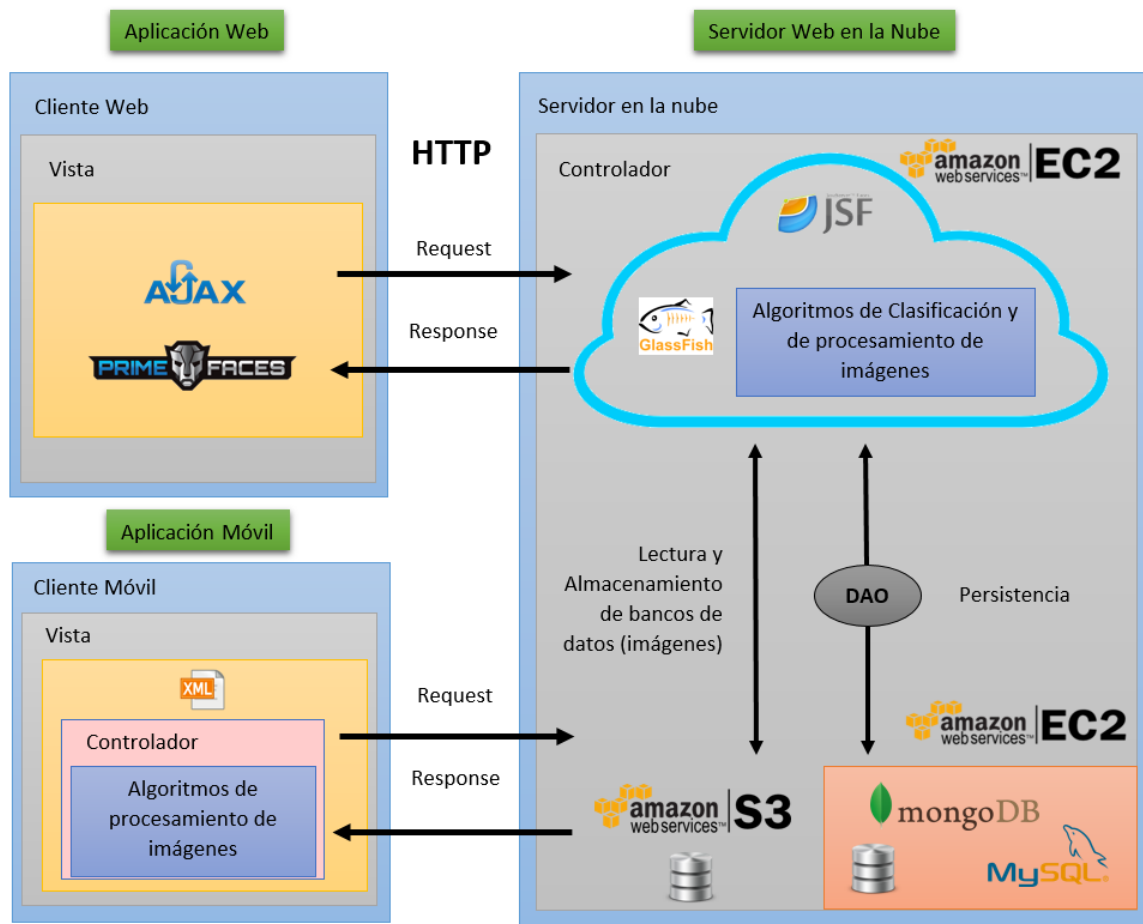 Aplicación Web
Servidor Web en la Nube
Cliente Web
Vista
AJAX
PRIME FACES
HTTP
Request
Response
Servidor en la nube
Controlador
amazon
web services™
EC2
JSF
GlassFish
Algoritmos de Clasificación y
de procesamiento de
imágenes
Aplicación Móvil
Cliente Móvil
Vista
XML
Controlador
Algoritmos de
procesamiento de
imágenes
Request
Response
Lectura y
Almacenamiento
de bancos de
datos (imágenes)
DAO
Persistencia
amazon
web services™
EC2
amazon
web services™
S3
mongoDB
MySQL®